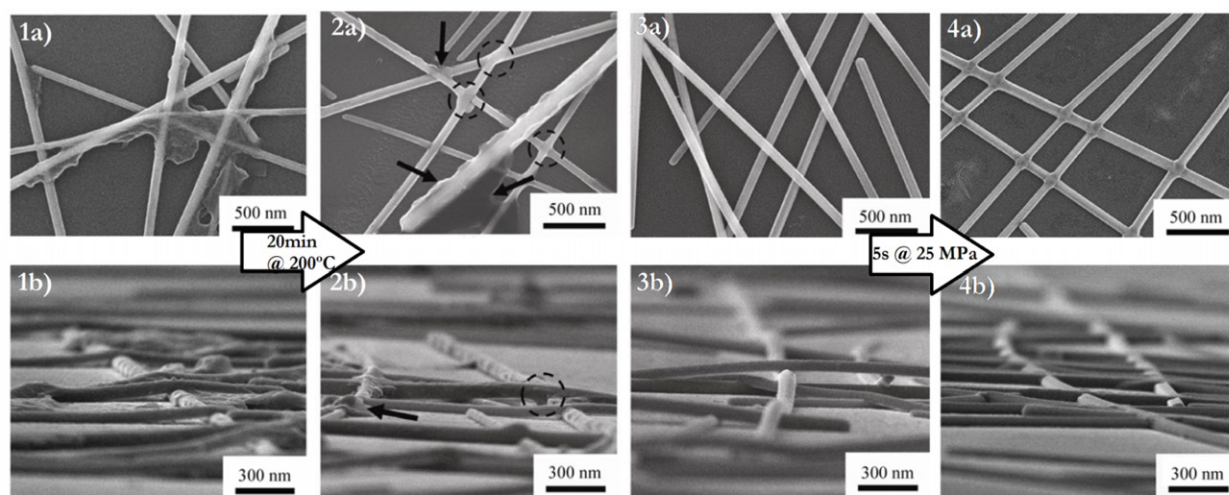 1a)
2a)
3a)
4a)
500 nm
500 nm
500 nm
500 nm
20min
@ 200ºC
5s @ 25 MPa
1b)
2b)
3b)
4b)
300 nm
300 nm
300 nm
300 nm